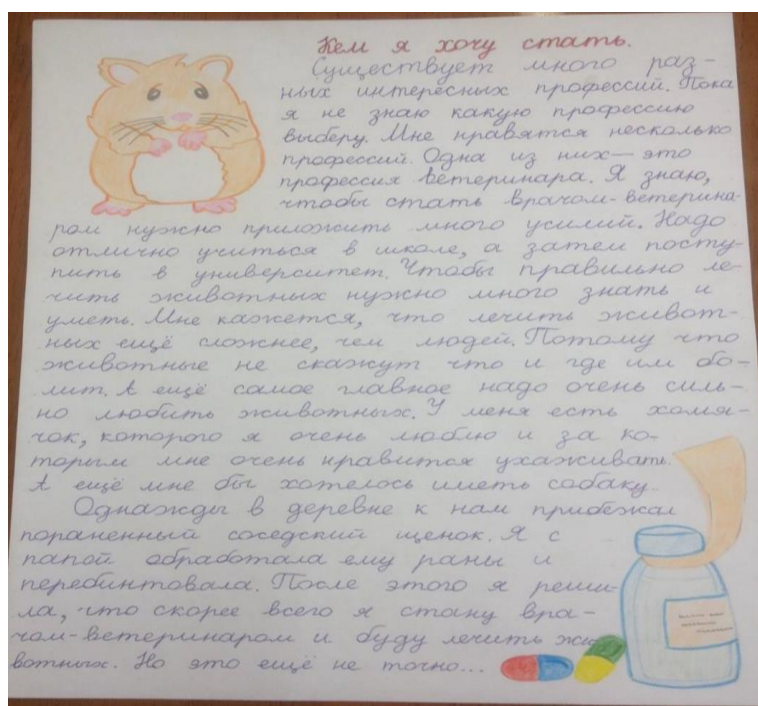 Кем я хочу стать.
Существует много раз-
ных интересных профессий. Пока
я не знаю какую профессию
выберу. Мне нравятся несколько
профессий. Одна из них — это
профессия ветеринара. Я знаю,
чтобы стать врачом-ветерина-
ром нужно приложить много усилий. Надо
отлично учиться в школе, а затем посту-
пить в университет. Чтобы правильно ле-
чить животных нужно много знать и
уметь. Мне кажется, что лечить живот-
ных ещё сложнее, чем людей. Потому что
животные не скажут что и где им бо-
лит. А ещё самое главное надо очень силь-
но любить животных. У меня есть хомя-
чок, которого я очень люблю и за ко-
торым мне очень нравится ухаживать.
А ещё мне бы хотелось иметь собаку.
Однажды в деревне к нам прибежал
пораненный соседский щенок. Я с
папой обработала ему раны и
перебинтовала. После этого я реши-
ла, что скорее всего я стану вра-
чом-ветеринаром и буду лечить жи-
вотных. Но это ещё не точно...